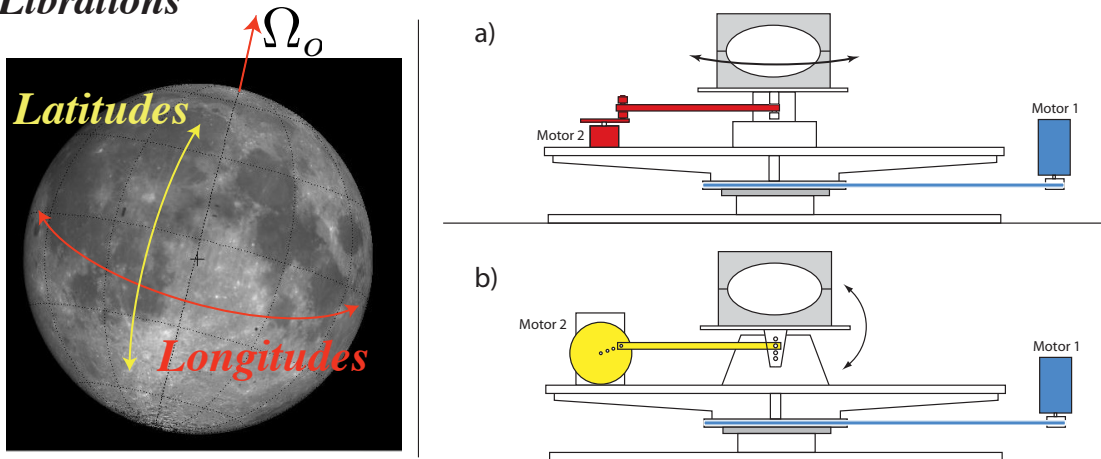 Librations
Ω_O
Latitudes
Longitudes
a)
Motor 2
Motor 1
b)
Motor 2
Motor 1